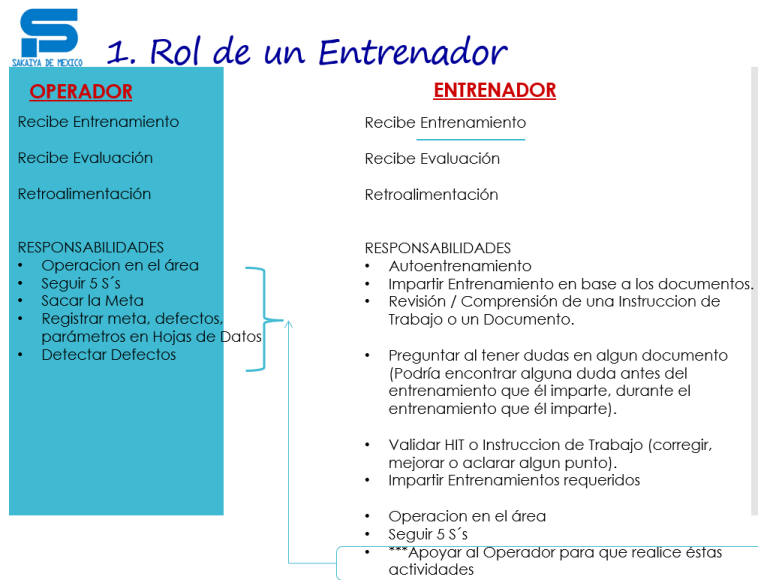 SAKAIYA DE MEXICO
1. Rol de un Entrenador
OPERADOR
Recibe Entrenamiento
Recibe Evaluación
Retroalimentación
RESPONSABILIDADES
• Operacion en el área
• Seguir 5 S´s
• Sacar la Meta
• Registrar meta, defectos,
parámetros en Hojas de Datos
• Detectar Defectos
ENTRENADOR
Recibe Entrenamiento
Recibe Evaluación
Retroalimentación
RESPONSABILIDADES
• Autoentrenamiento
• Impartir Entrenamiento en base a los documentos.
• Revisión / Comprensión de una Instruccion de
Trabajo o un Documento.
• Preguntar al tener dudas en algun documento
(Podría encontrar alguna duda antes del
entrenamiento que él imparte, durante el
entrenamiento que él imparte).
• Validar HIT o Instruccion de Trabajo (corregir,
mejorar o aclarar algun punto).
• Impartir Entrenamientos requeridos
• Operacion en el área
• Seguir 5 S´s
• ***Apoyar al Operador para que realice éstas
actividades